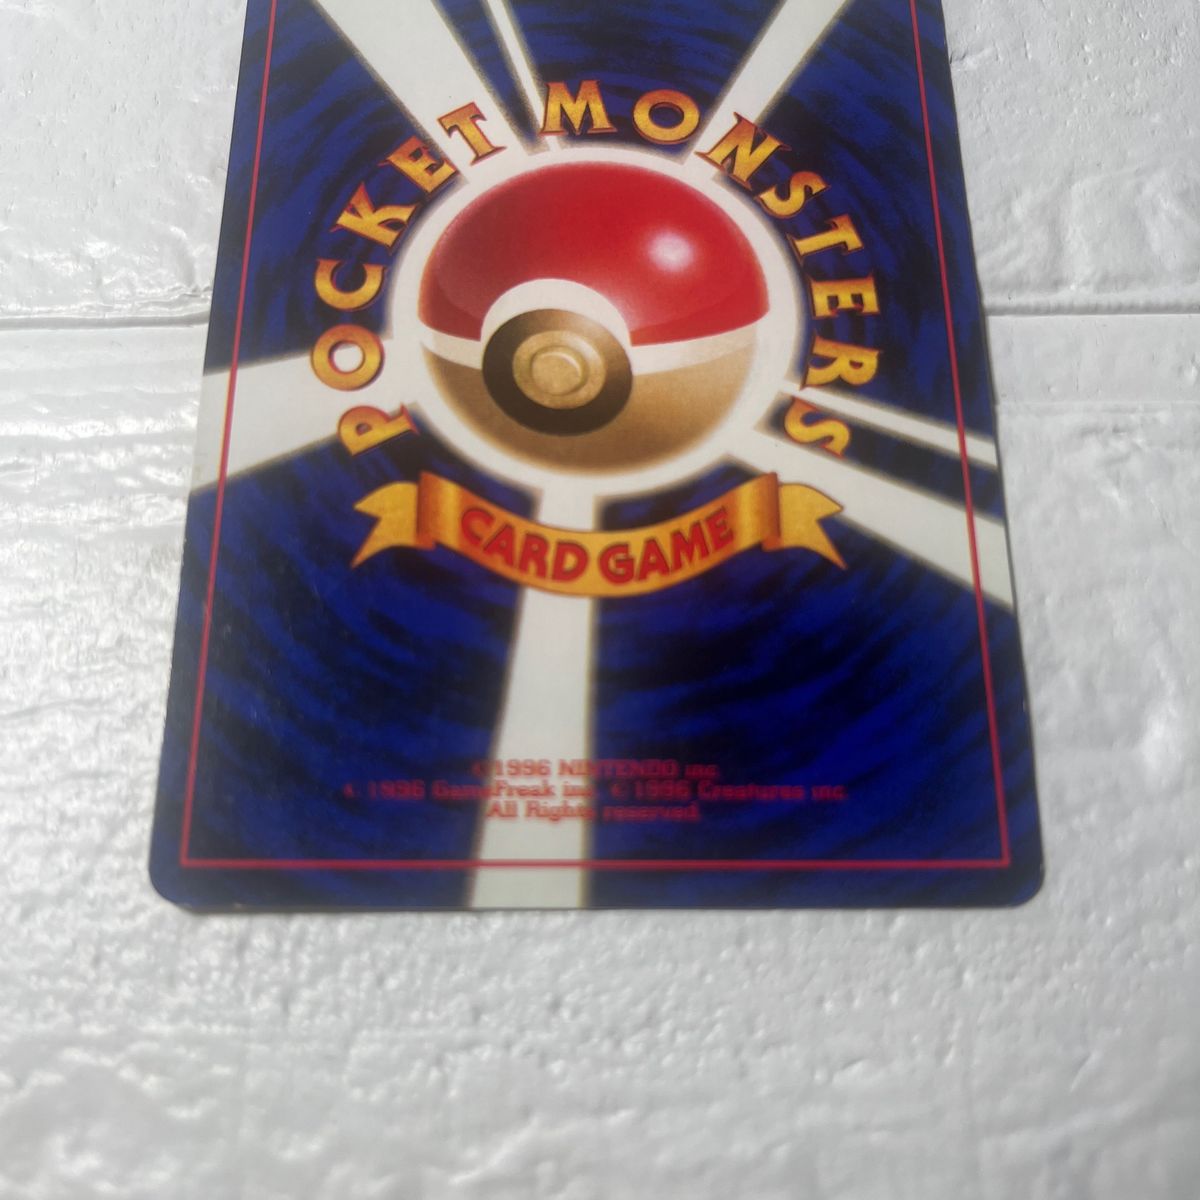 POCKET MONSTERS
CARD GAME
©1996 NINTENDO inc.
© 1996 GameFreak inc. © 1996 Creatures inc.
All Rights reserved.